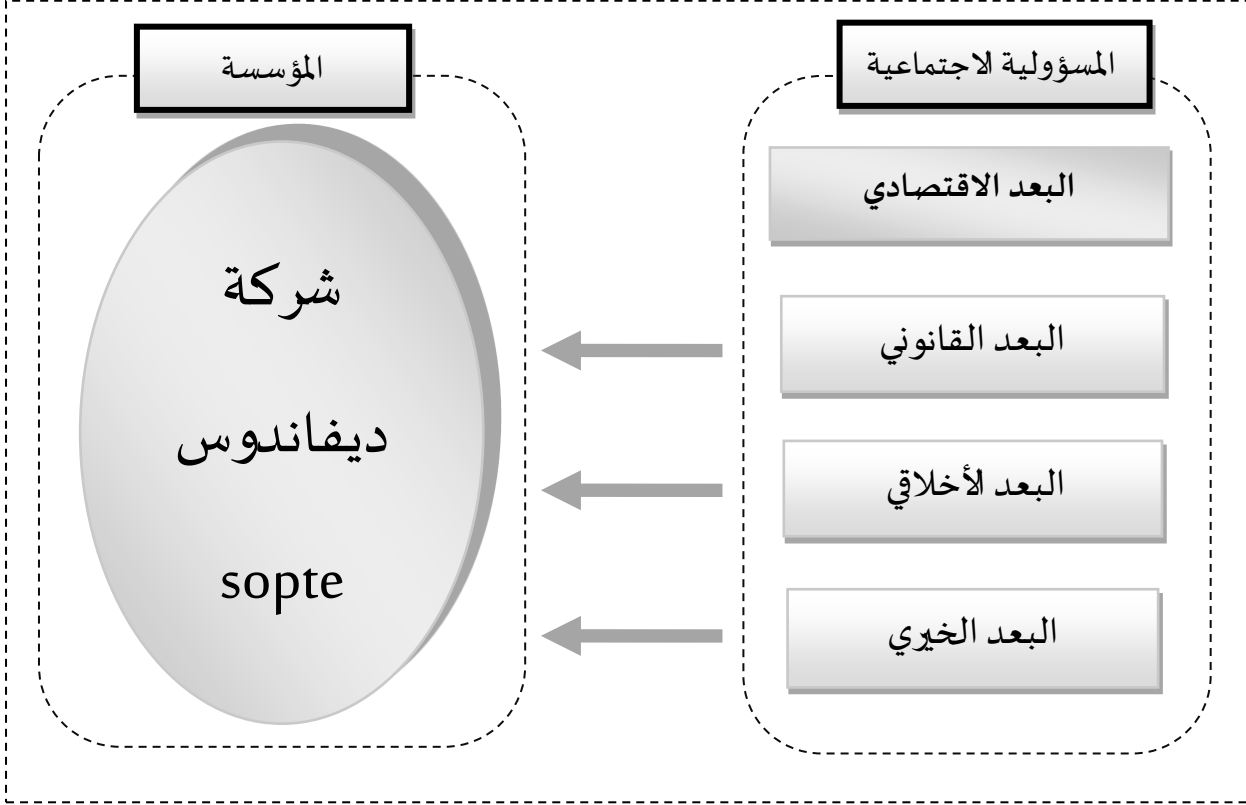 المسؤولية الاجتماعية
البعد الاقتصادي
البعد القانوني
البعد الأخلاقي
البعد الخيري
المؤسسة
شركة
ديفاندوس
sopte